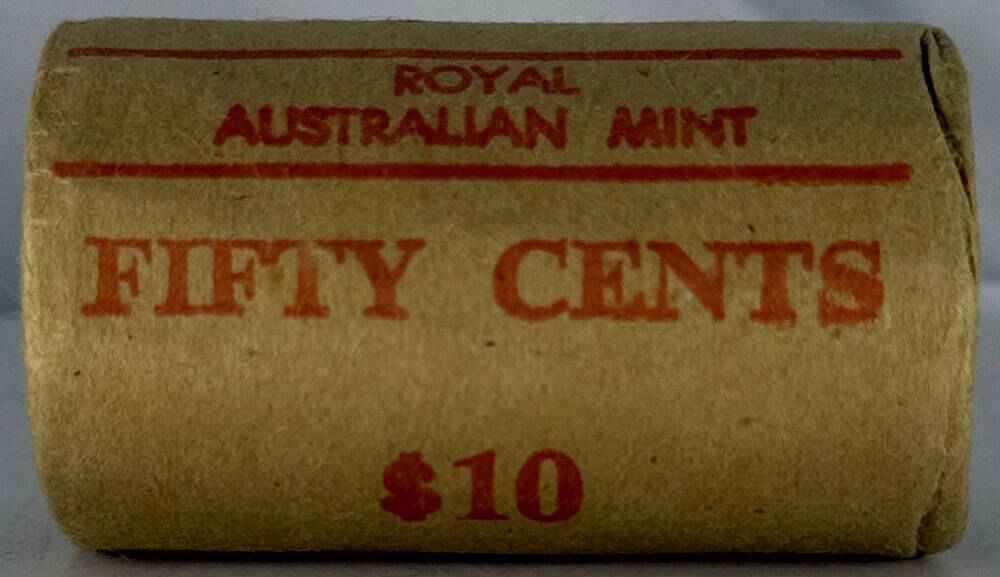 ROYAL
AUSTRALIAN MINT
FIFTY CENTS
$10